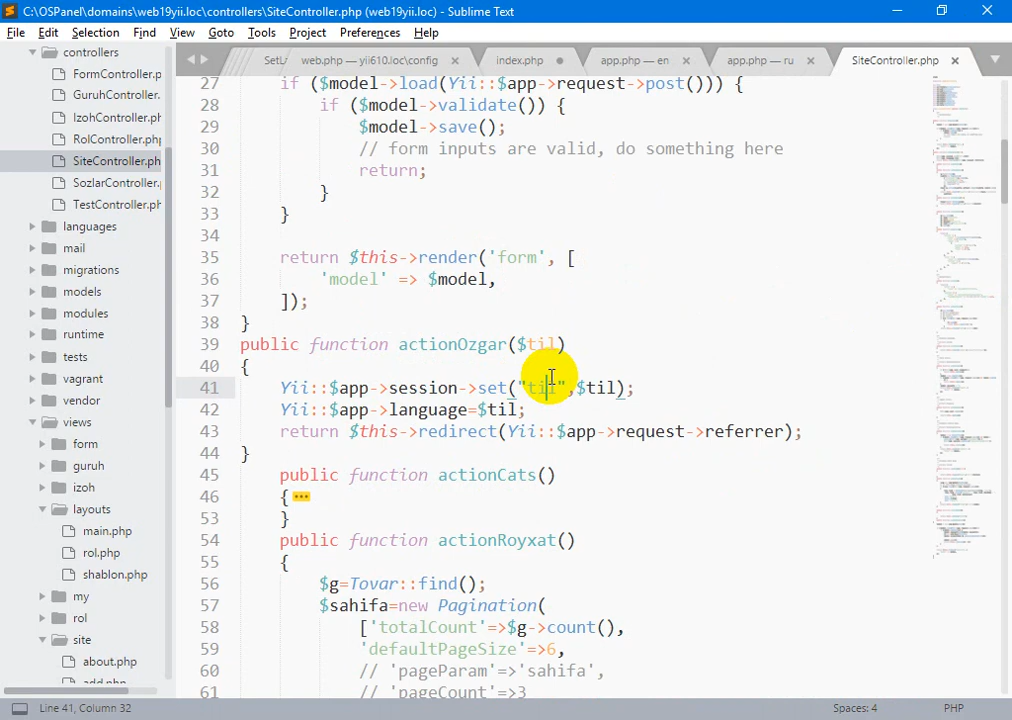 C:\OSPanel\domains\web19yii.loc\controllers\SiteController.php (web19yii.loc) - Sublime Text
File Edit Selection Find View Goto Tools Project Preferences Help
controllers
FormController.p
GuruhController.
IzohController.ph
RolController.php
SiteController.ph
SozlarController.
TestController.ph
languages
mail
migrations
models
modules
runtime
tests
vagrant
vendor
views
form
guruh
izoh
layouts
main.php
rol.php
shablon.php
my
rol
site
about.php
add.php
SetL
web.php — yii610.loc\config
index.php
app.php — en
app.php — ru
SiteController.php
27 if ($model->load(Yii::$app->request->post())) {
28 if ($model->validate()) {
29 $model->save();
30 // form inputs are valid, do something here
31 return;
32 }
33 }
34
35 return $this->render('form', [
36 'model' => $model,
37 ]);
38 }
39 public function actionOzgar($til)
40 {
41 Yii::$app->session->set("til",$til);
42 Yii::$app->language=$til;
43 return $this->redirect(Yii::$app->request->referrer);
44 }
45 public function actionCats()
46 {
53 }
54 public function actionRoyxat()
55 {
56 $g=Tovar::find();
57 $sahifa=new Pagination(
58 ['totalCount'=>$g->count(),
59 'defaultPageSize'=>6,
60 // 'pageParam'=>'sahifa',
61 // 'pageCount'=>3
Line 41, Column 32
Spaces: 4
PHP